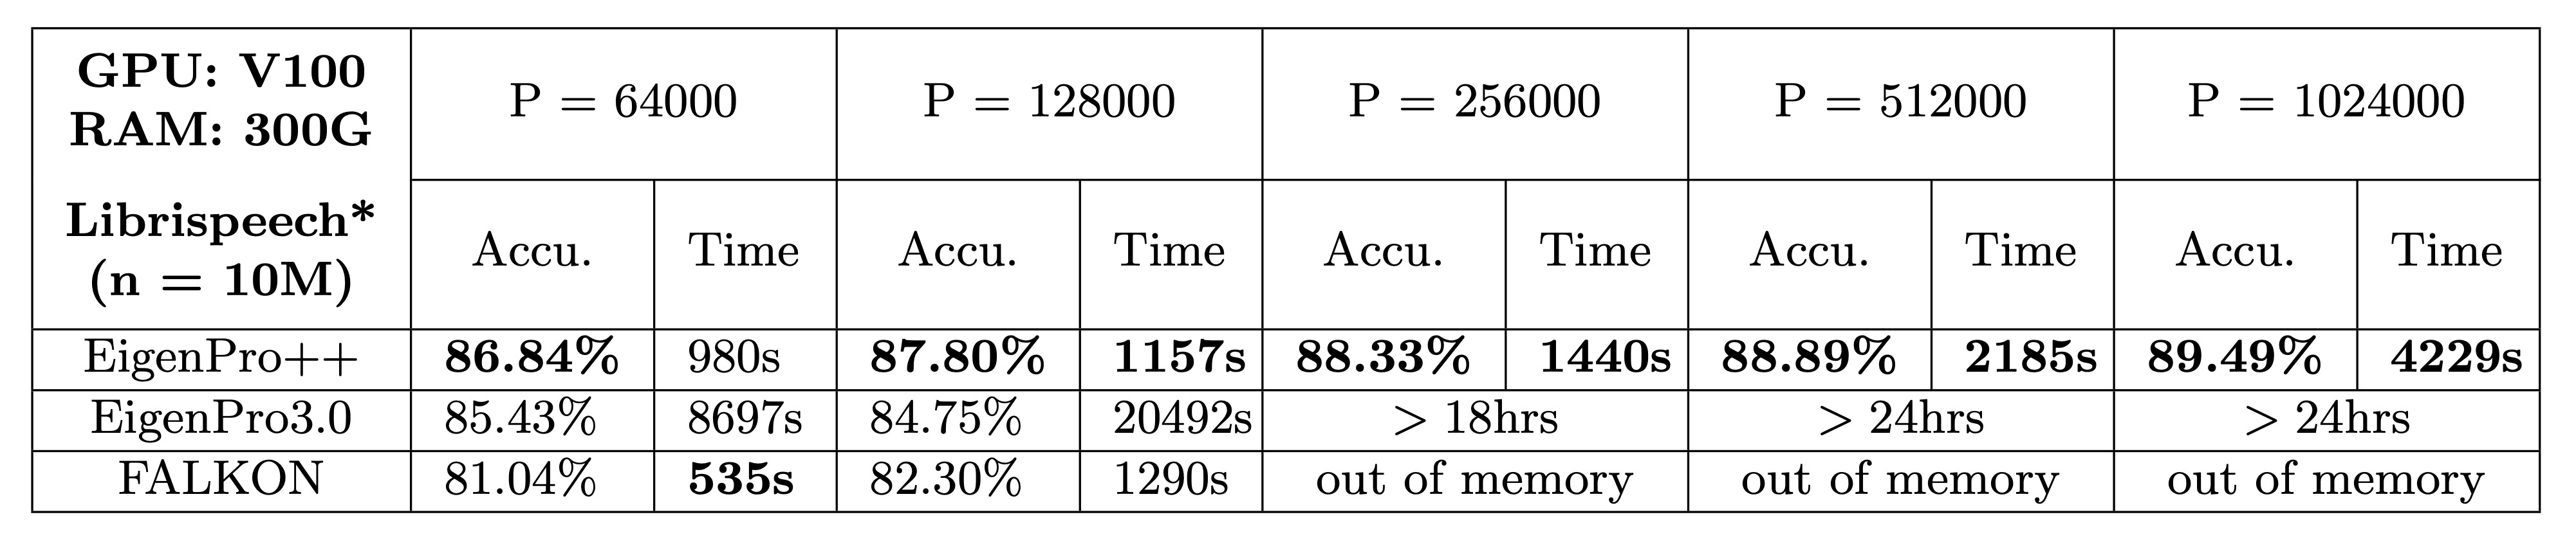 GPU: V100
RAM: 300G
Librispeech*
(n = 10M)
P = 64000 P = 128000 P = 256000 P = 512000 P = 1024000
Accu. Time Accu. Time Accu. Time Accu. Time Accu. Time
EigenPro++ 86.84% 980s 87.80% 1157s 88.33% 1440s 88.89% 2185s 89.49% 4229s
EigenPro3.0 85.43% 8697s 84.75% 20492s > 18hrs > 24hrs > 24hrs
FALKON 81.04% 535s 82.30% 1290s out of memory out of memory out of memory